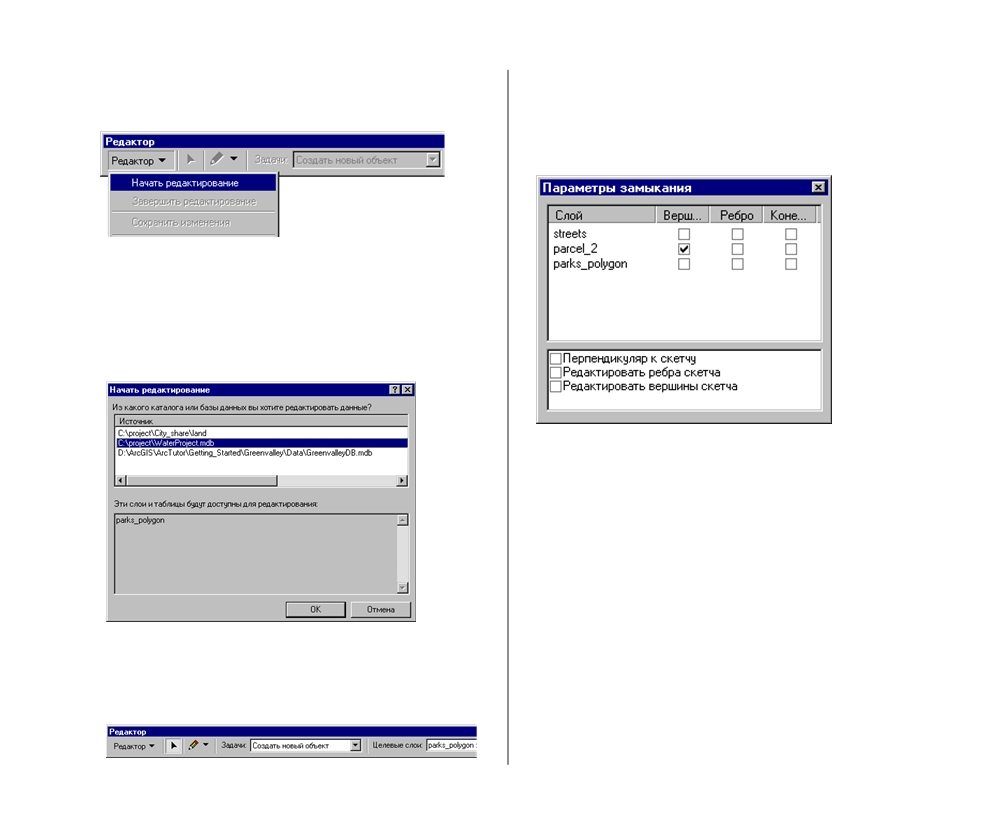 Редактор
Редактор Задачи: Создать новый объект
Начать редактирование
Завершить редактирование
Сохранить изменения
Начать редактирование
Из какого каталога или базы данных вы хотите редактировать данные?
Источник
C:\project\City_share\land
C:\project\WaterProject.mdb
D:\ArcGIS\ArcTutor\Getting_Started\Greenvalley\Data\GreenvalleyDB.mdb
Эти слои и таблицы будут доступны для редактирования:
parks_polygon
OK Отмена
Редактор
Редактор Задачи: Создать новый объект Целевые слои: parks_polygon :
Параметры замыкания
Слой Верш... Ребро Коне...
streets
parcel_2
parks_polygon
Перпендикуляр к скетчу
Редактировать ребра скетча
Редактировать вершины скетча